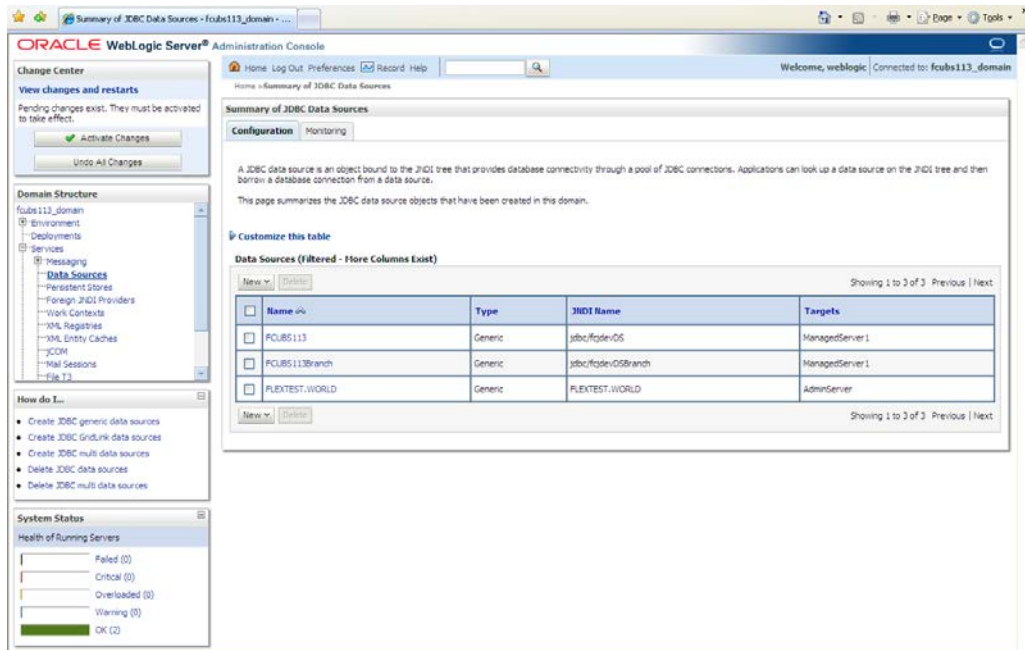 Summary of JDBC Data Sources - fcubs113_domain - ...
Page
Tools
ORACLE WebLogic Server® Administration Console
Change Center
View changes and restarts
Pending changes exist. They must be activated
to take effect.
Activate Changes
Undo All Changes
Domain Structure
fcubs113_domain
Environment
Deployments
Services
Messaging
Data Sources
Persistent Stores
Foreign JNDI Providers
Work Contexts
XML Registries
XML Entity Caches
jCOM
Mail Sessions
File T3
How do I...
Create JDBC generic data sources
Create JDBC GridLink data sources
Create JDBC multi data sources
Delete JDBC data sources
Delete JDBC multi data sources
System Status
Health of Running Servers
Failed (0)
Critical (0)
Overloaded (0)
Warning (0)
OK (2)
Home Log Out Preferences Record Help
Welcome, weblogic Connected to: fcubs113_domain
Home >Summary of JDBC Data Sources
Summary of JDBC Data Sources
Configuration Monitoring
A JDBC data source is an object bound to the JNDI tree that provides database connectivity through a pool of JDBC connections. Applications can look up a data source on the JNDI tree and then
borrow a database connection from a data source.
This page summarizes the JDBC data source objects that have been created in this domain.
Customize this table
Data Sources (Filtered - More Columns Exist)
New Delete Showing 1 to 3 of 3 Previous | Next
Name Type JNDI Name Targets
FCUBS113 Generic jdbc/fcjdevDS ManagedServer1
FCUBS113Branch Generic jdbc/fcjdevDSBranch ManagedServer1
FLEXTEST.WORLD Generic FLEXTEST.WORLD AdminServer
New Delete Showing 1 to 3 of 3 Previous | Next